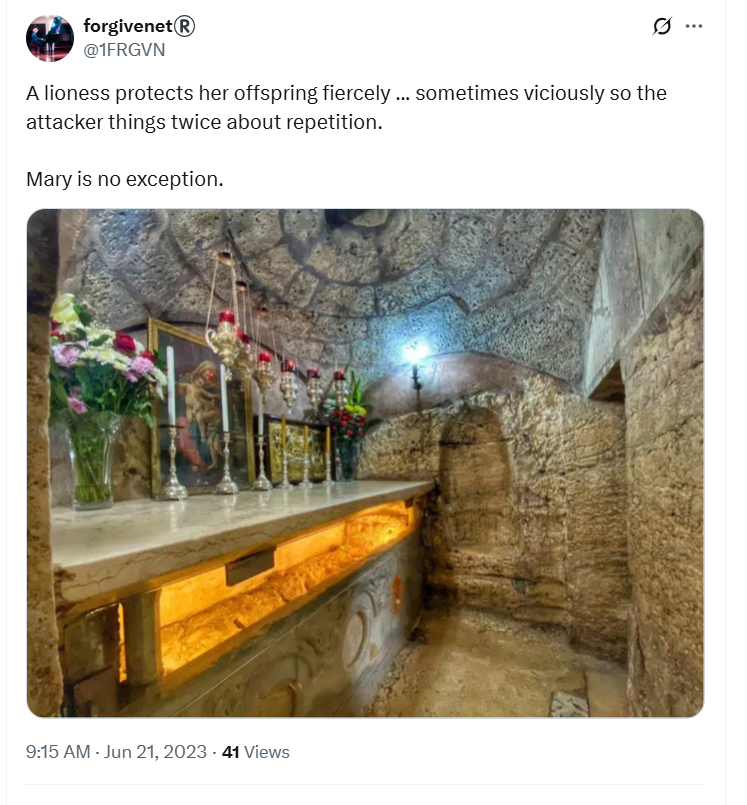 forgivenet®
@1FRGVN
A lioness protects her offspring fiercely ... sometimes viciously so the
attacker things twice about repetition.
Mary is no exception.
9:15 AM · Jun 21, 2023 · 41 Views